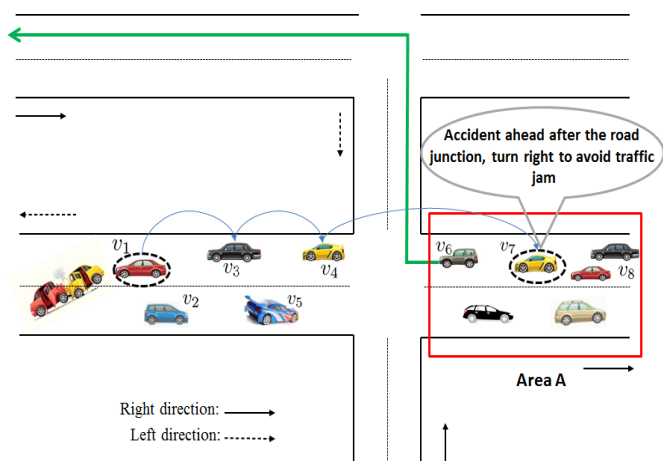 Accident ahead after the road
junction, turn right to avoid traffic
jam
v1
v3
v4
v6
v7
v8
v2
v5
Area A
Right direction:
Left direction: